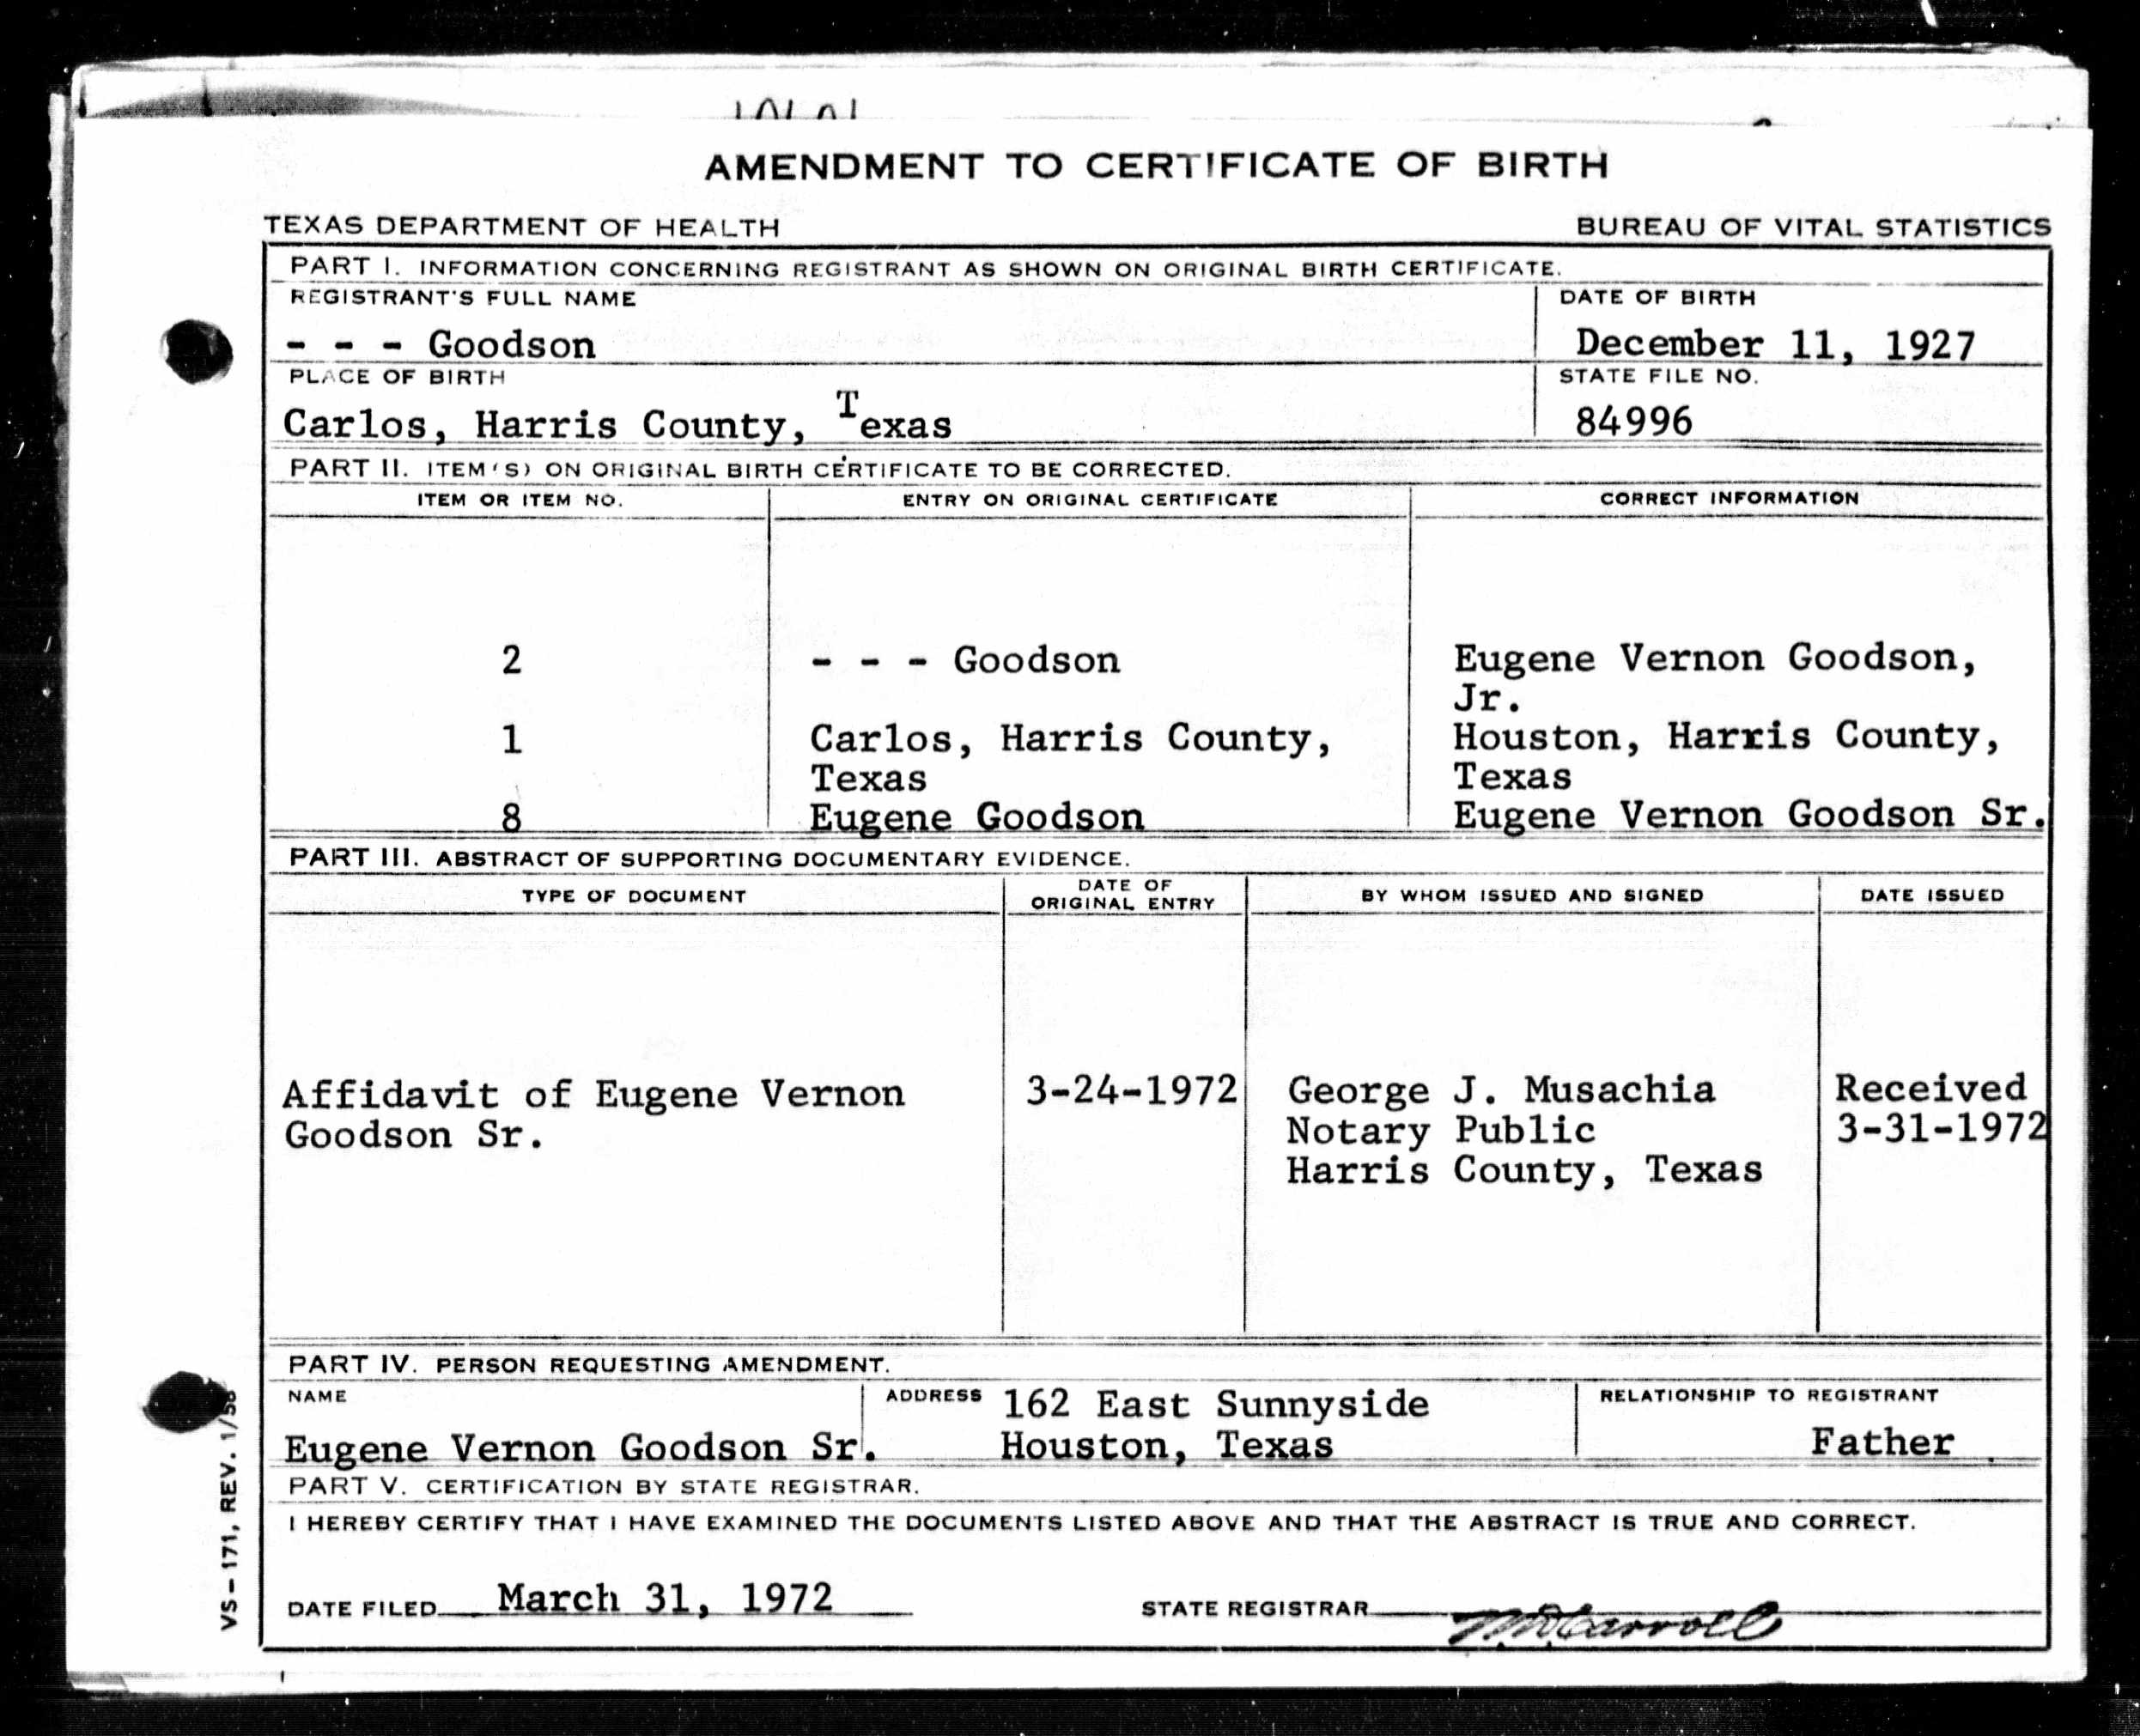 AMENDMENT TO CERTIFICATE OF BIRTH
TEXAS DEPARTMENT OF HEALTH BUREAU OF VITAL STATISTICS
PART I. INFORMATION CONCERNING REGISTRANT AS SHOWN ON ORIGINAL BIRTH CERTIFICATE.
REGISTRANT'S FULL NAME DATE OF BIRTH
- - - Goodson December 11, 1927
PLACE OF BIRTH STATE FILE NO.
Carlos, Harris County, Texas 84996
PART II. ITEM(S) ON ORIGINAL BIRTH CERTIFICATE TO BE CORRECTED.
ITEM OR ITEM NO. ENTRY ON ORIGINAL CERTIFICATE CORRECT INFORMATION
2 - - - Goodson Eugene Vernon Goodson,
Jr.
1 Carlos, Harris County, Houston, Harris County,
Texas Texas
8 Eugene Goodson Eugene Vernon Goodson Sr.
PART III. ABSTRACT OF SUPPORTING DOCUMENTARY EVIDENCE.
TYPE OF DOCUMENT DATE OF ORIGINAL ENTRY BY WHOM ISSUED AND SIGNED DATE ISSUED
Affidavit of Eugene Vernon 3-24-1972 George J. Musachia Received
Goodson Sr. Notary Public 3-31-1972
Harris County, Texas
PART IV. PERSON REQUESTING AMENDMENT.
NAME ADDRESS 162 East Sunnyside RELATIONSHIP TO REGISTRANT
Eugene Vernon Goodson Sr. Houston, Texas Father
PART V. CERTIFICATION BY STATE REGISTRAR.
I HEREBY CERTIFY THAT I HAVE EXAMINED THE DOCUMENTS LISTED ABOVE AND THAT THE ABSTRACT IS TRUE AND CORRECT.
DATE FILED March 31, 1972 STATE REGISTRAR Carroll
VS-171, REV. 1/58